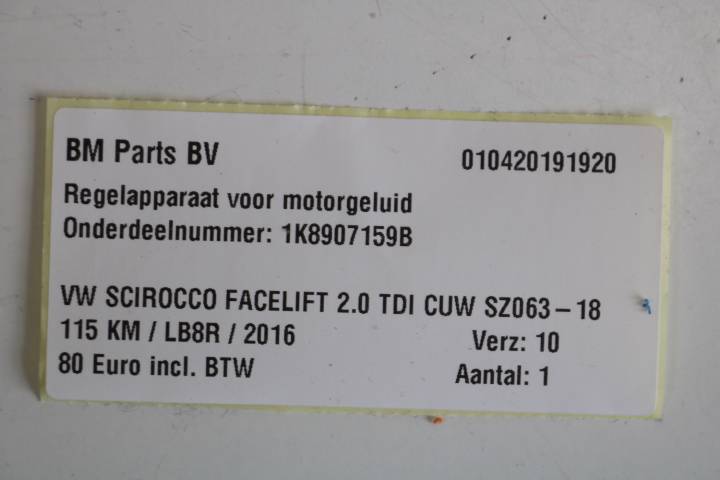 BM Parts BV 010420191920
Regelapparaat voor motorgeluid
Onderdeelnummer: 1K8907159B
VW SCIROCCO FACELIFT 2.0 TDI CUW SZ063-18
115 KM / LB8R / 2016 Verz: 10
80 Euro incl. BTW Aantal: 1